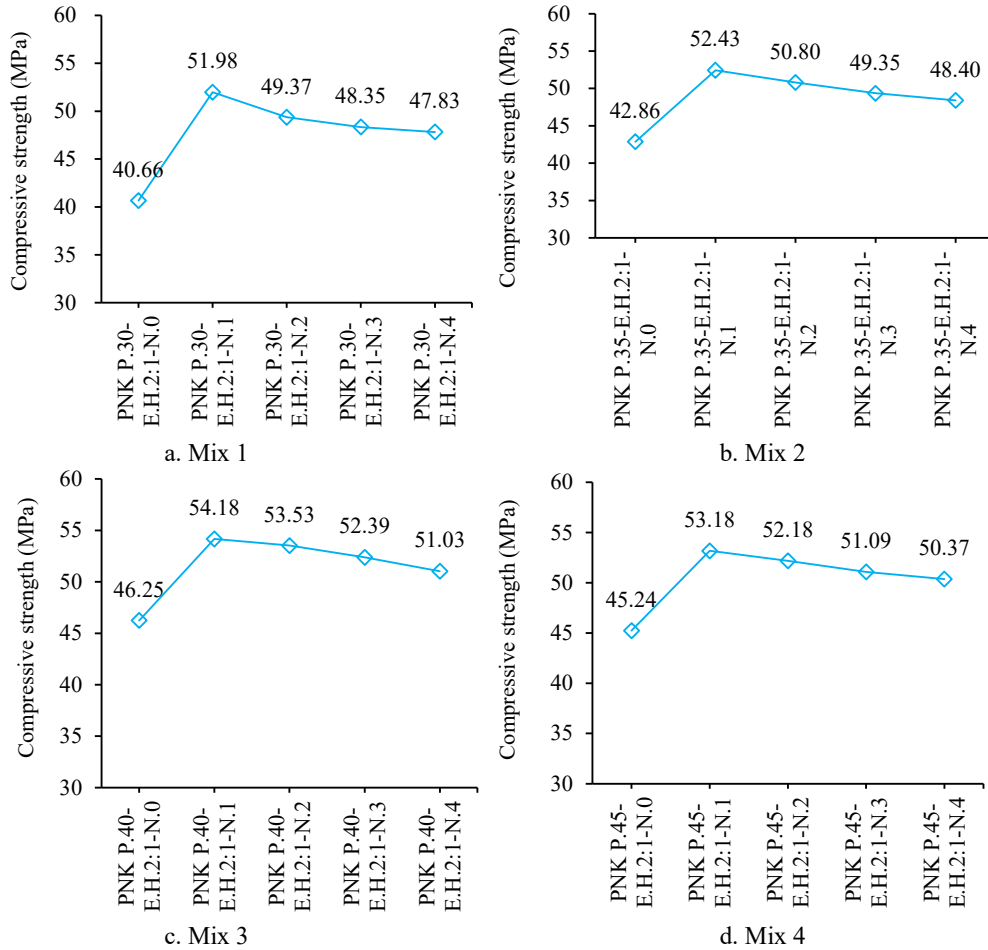 Compressive strength (MPa)
60
55
50
45
40
35
30
40.66
51.98
49.37
48.35
47.83
PNK P.30-
E.H.2:1-N.0
PNK P.30-
E.H.2:1-N.1
PNK P.30-
E.H.2:1-N.2
PNK P.30-
E.H.2:1-N.3
PNK P.30-
E.H.2:1-N.4
a. Mix 1
Compressive strength (MPa)
60
55
50
45
40
35
30
42.86
52.43
50.80
49.35
48.40
PNK P.35-E.H.2:1-
N.0
PNK P.35-E.H.2:1-
N.1
PNK P.35-E.H.2:1-
N.2
PNK P.35-E.H.2:1-
N.3
PNK P.35-E.H.2:1-
N.4
b. Mix 2
Compressive strength (MPa)
60
55
50
45
40
35
30
46.25
54.18
53.53
52.39
51.03
PNK P.40-
E.H.2:1-N.0
PNK P.40-
E.H.2:1-N.1
PNK P.40-
E.H.2:1-N.2
PNK P.40-
E.H.2:1-N.3
PNK P.40-
E.H.2:1-N.4
c. Mix 3
Compressive strength (MPa)
60
55
50
45
40
35
30
45.24
53.18
52.18
51.09
50.37
PNK P.45-
E.H.2:1-N.0
PNK P.45-
E.H.2:1-N.1
PNK P.45-
E.H.2:1-N.2
PNK P.45-
E.H.2:1-N.3
PNK P.45-
E.H.2:1-N.4
d. Mix 4